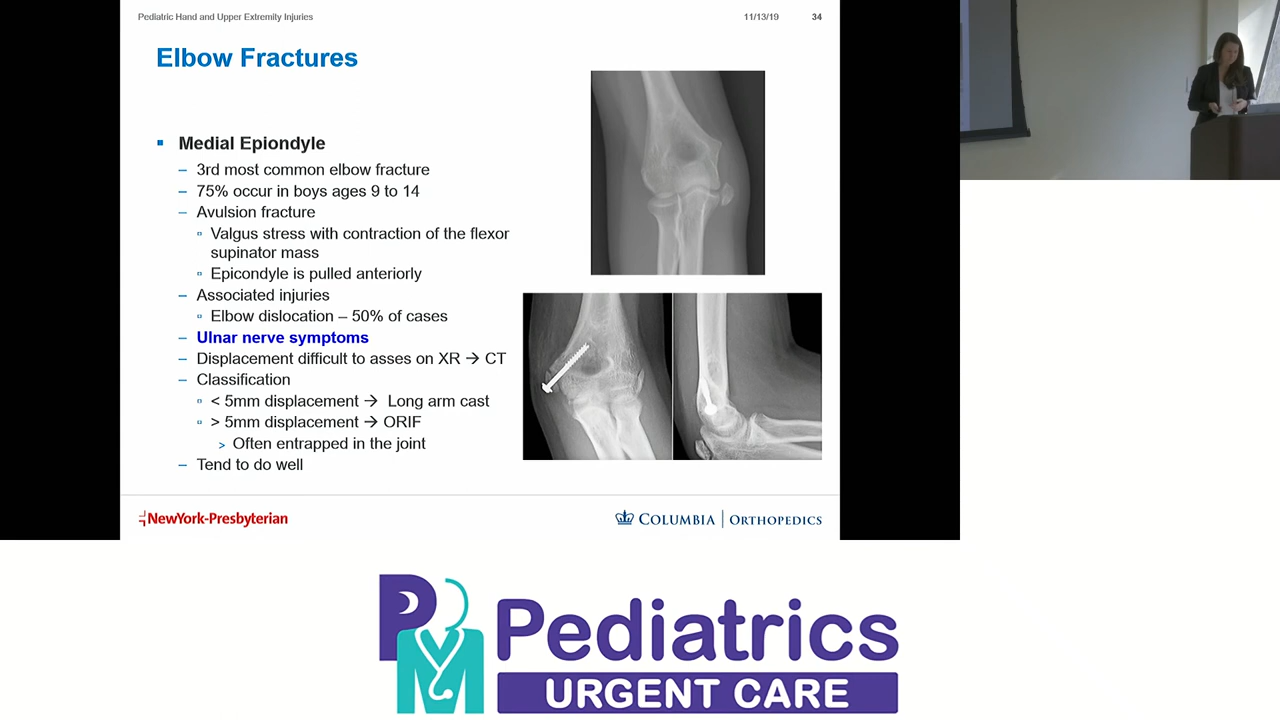 Pediatric Hand and Upper Extremity Injuries
11/13/19
34
Elbow Fractures
▪ Medial Epiondyle
– 3rd most common elbow fracture
– 75% occur in boys ages 9 to 14
– Avulsion fracture
▫ Valgus stress with contraction of the flexor
supinator mass
▫ Epicondyle is pulled anteriorly
– Associated injuries
▫ Elbow dislocation – 50% of cases
– Ulnar nerve symptoms
– Displacement difficult to asses on XR → CT
– Classification
▫ < 5mm displacement → Long arm cast
▫ > 5mm displacement → ORIF
> Often entrapped in the joint
– Tend to do well
NewYork-Presbyterian
COLUMBIA | ORTHOPEDICS
PM
Pediatrics
URGENT CARE